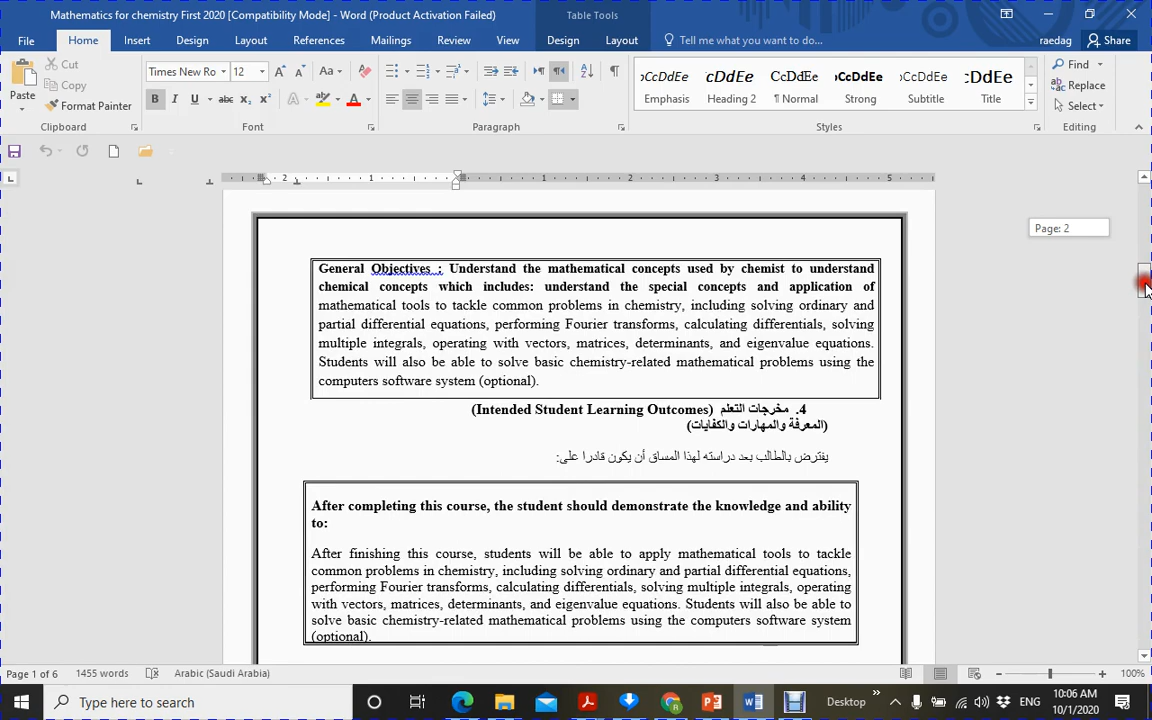 Mathematics for chemistry First 2020 [Compatibility Mode] - Word (Product Activation Failed)
Table Tools
File Home Insert Design Layout References Mailings Review View Design Layout Tell me what you want to do... raedag Share
Paste
Cut
Copy
Format Painter
Clipboard
Times New Ro 12
Font
Paragraph
AaBbCcDdEe
Emphasis
Heading 2
¶ Normal
Strong
Subtitle
Title
Styles
Find
Replace
Select
Editing
Page: 2
General Objectives : Understand the mathematical concepts used by chemist to understand
chemical concepts which includes: understand the special concepts and application of
mathematical tools to tackle common problems in chemistry, including solving ordinary and
partial differential equations, performing Fourier transforms, calculating differentials, solving
multiple integrals, operating with vectors, matrices, determinants, and eigenvalue equations.
Students will also be able to solve basic chemistry-related mathematical problems using the
computers software system (optional).
4. مخرجات التعلم (Intended Student Learning Outcomes)
(المعرفة والمهارات والكفايات)
يفترض بالطالب بعد دراسته لهذا المساق أن يكون قادرا على:
After completing this course, the student should demonstrate the knowledge and ability
to:
After finishing this course, students will be able to apply mathematical tools to tackle
common problems in chemistry, including solving ordinary and partial differential equations,
performing Fourier transforms, calculating differentials, solving multiple integrals, operating
with vectors, matrices, determinants, and eigenvalue equations. Students will also be able to
solve basic chemistry-related mathematical problems using the computers software system
(optional).
Page 1 of 6 1455 words Arabic (Saudi Arabia) 100%
Type here to search
Desktop
ENG
10:06 AM
10/1/2020